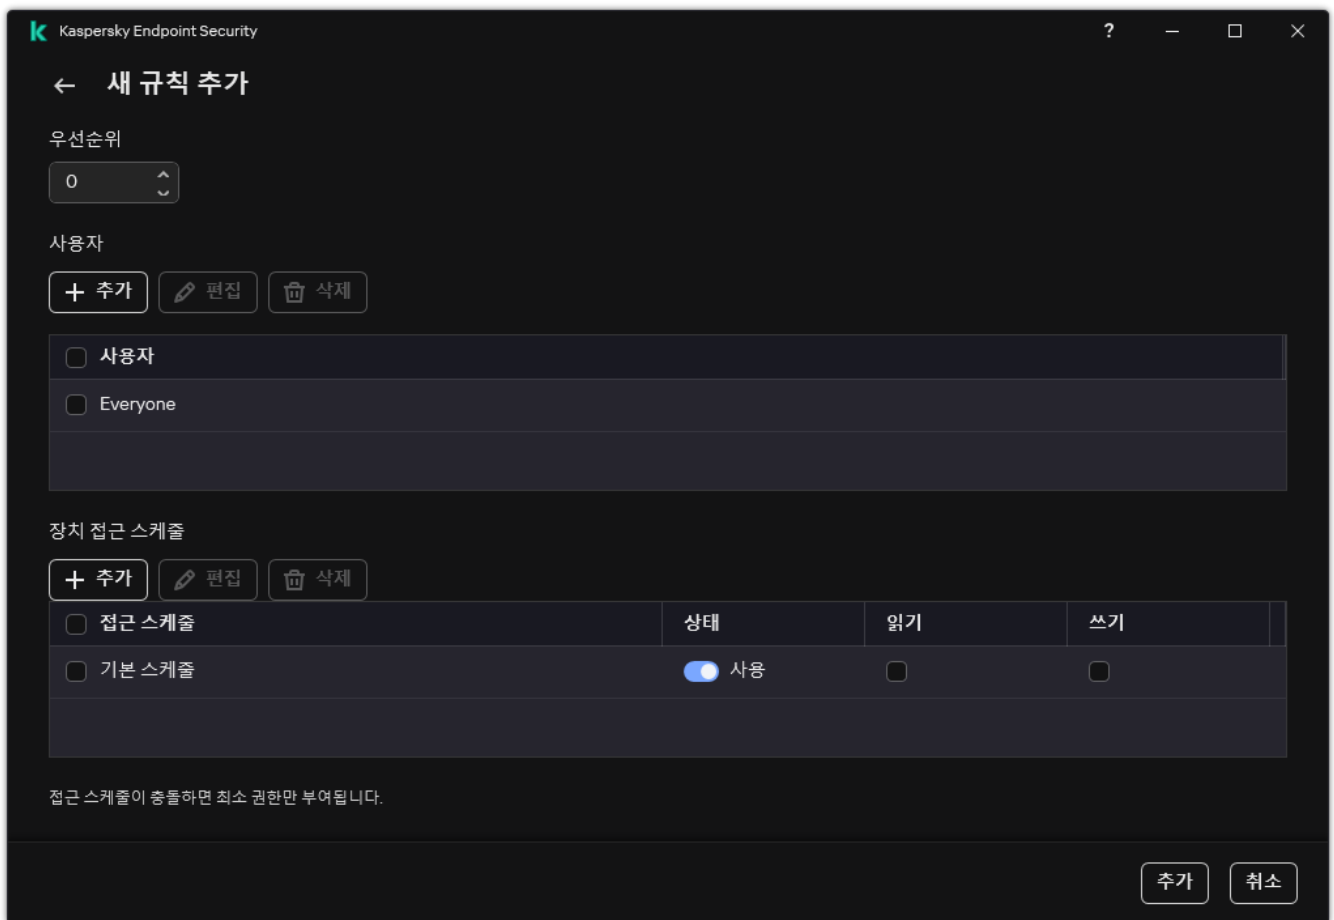 Kaspersky Endpoint Security ?
새 규칙 추가
우선순위
0
사용자
추가 편집 삭제
사용자
Everyone
장치 접근 스케줄
추가 편집 삭제
접근 스케줄 상태 읽기 쓰기
기본 스케줄 사용
접근 스케줄이 충돌하면 최소 권한만 부여됩니다.
추가 취소